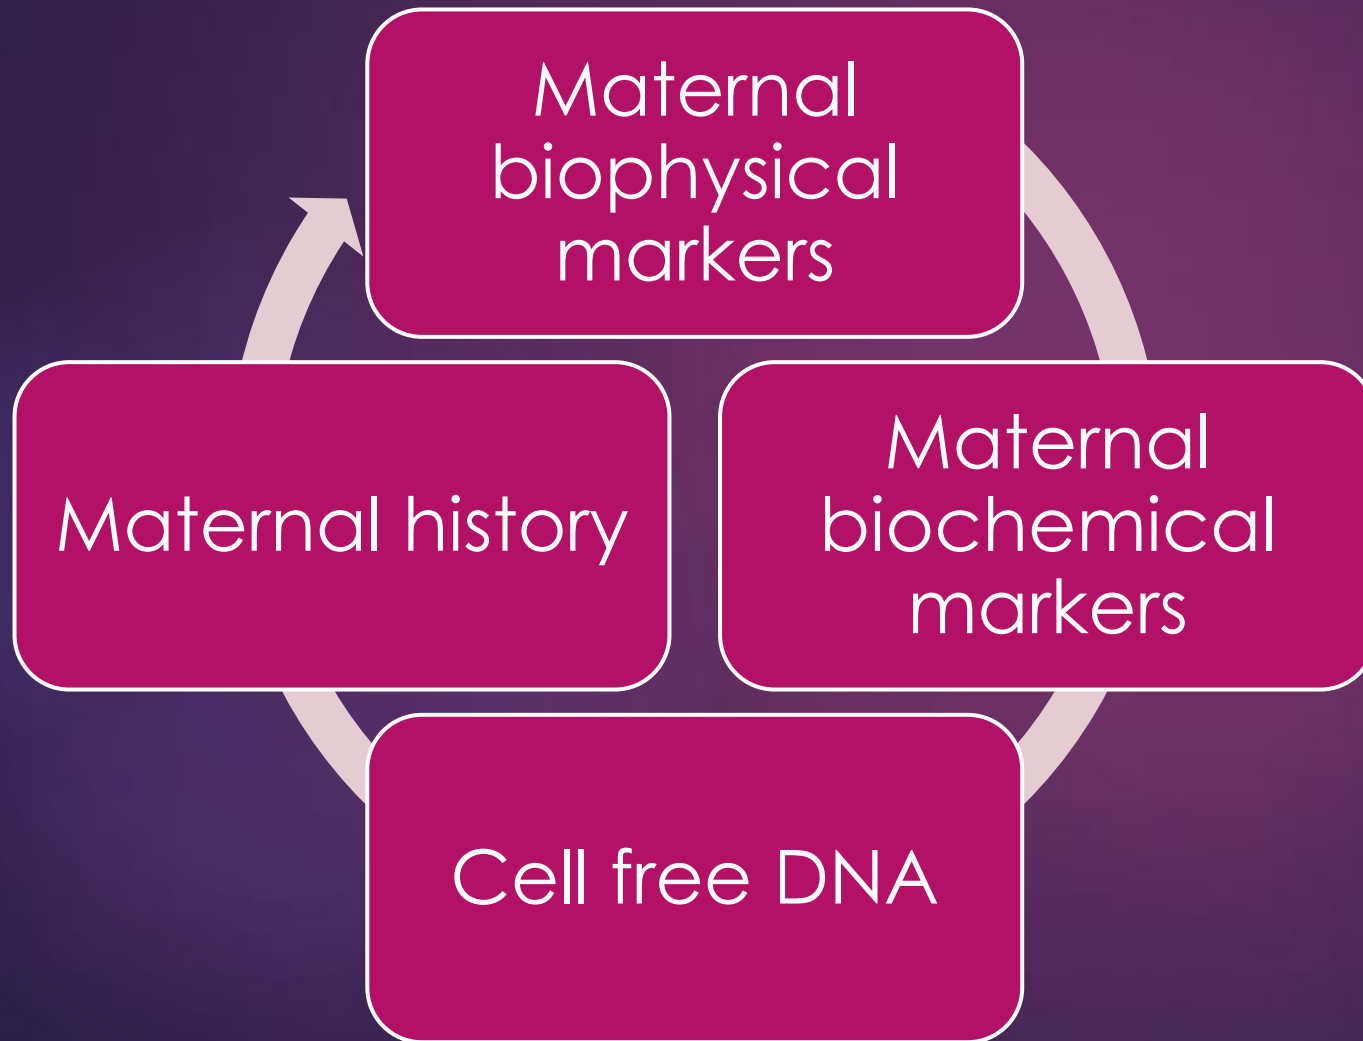 Maternal
biophysical
markers
Maternal history
Maternal
biochemical
markers
Cell free DNA